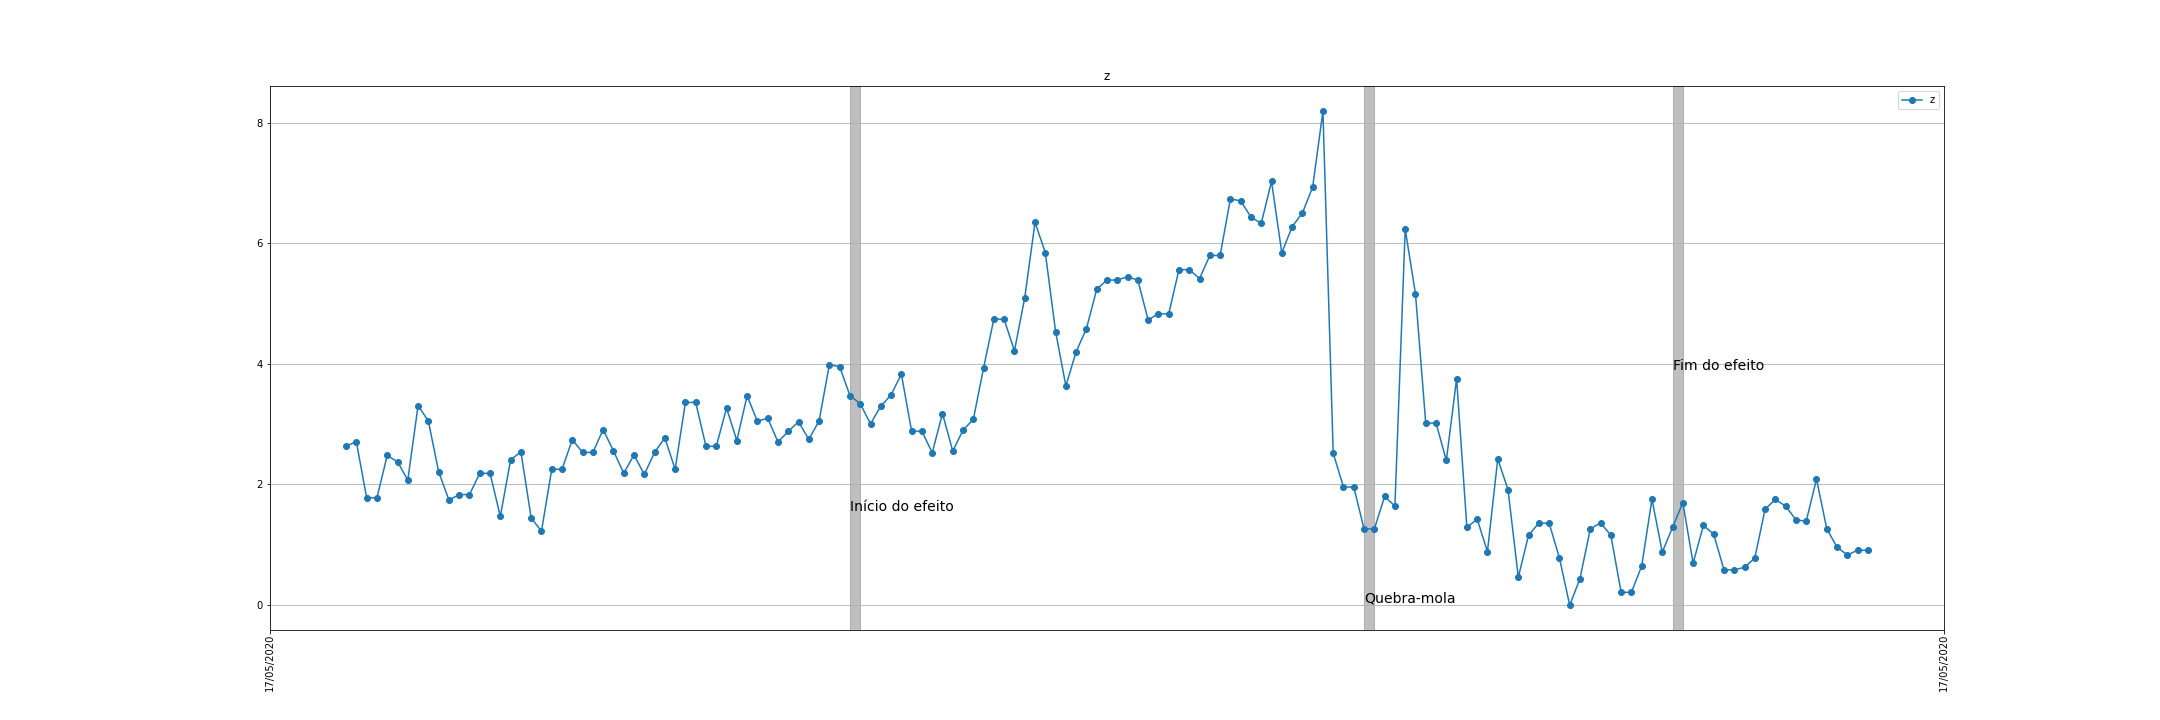 z
z
8
6
4
Fim do efeito
2
Início do efeito
Quebra-mola
0
17/05/2020
17/05/2020